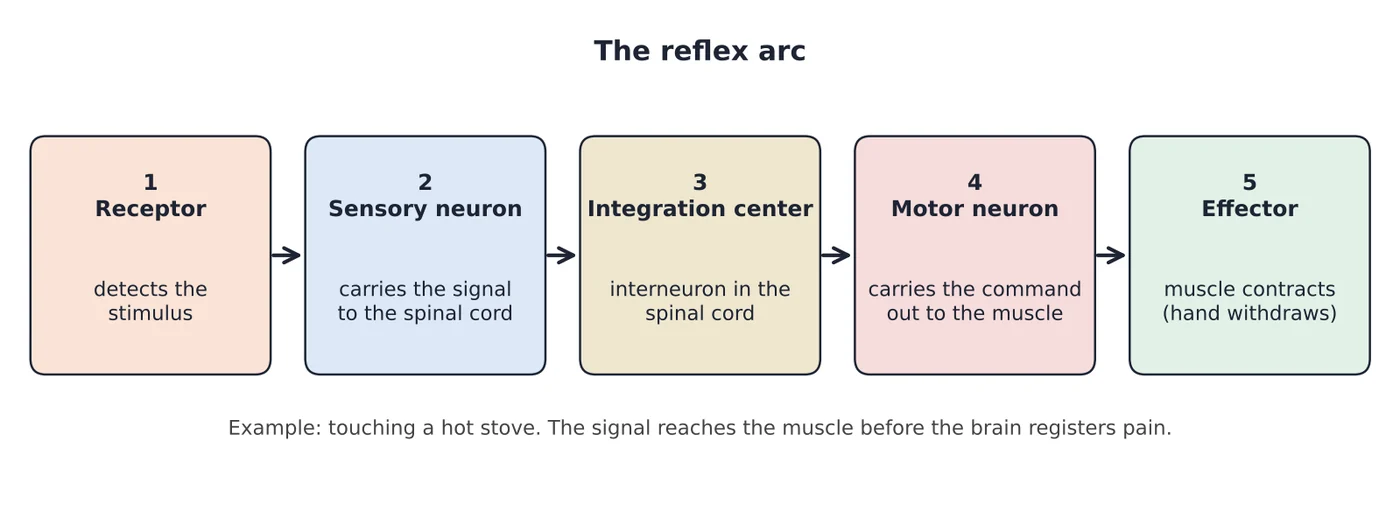 The reflex arc
1
Receptor
detects the
stimulus
2
Sensory neuron
carries the signal
to the spinal cord
3
Integration center
interneuron in the
spinal cord
4
Motor neuron
carries the command
out to the muscle
5
Effector
muscle contracts
(hand withdraws)
Example: touching a hot stove. The signal reaches the muscle before the brain registers pain.